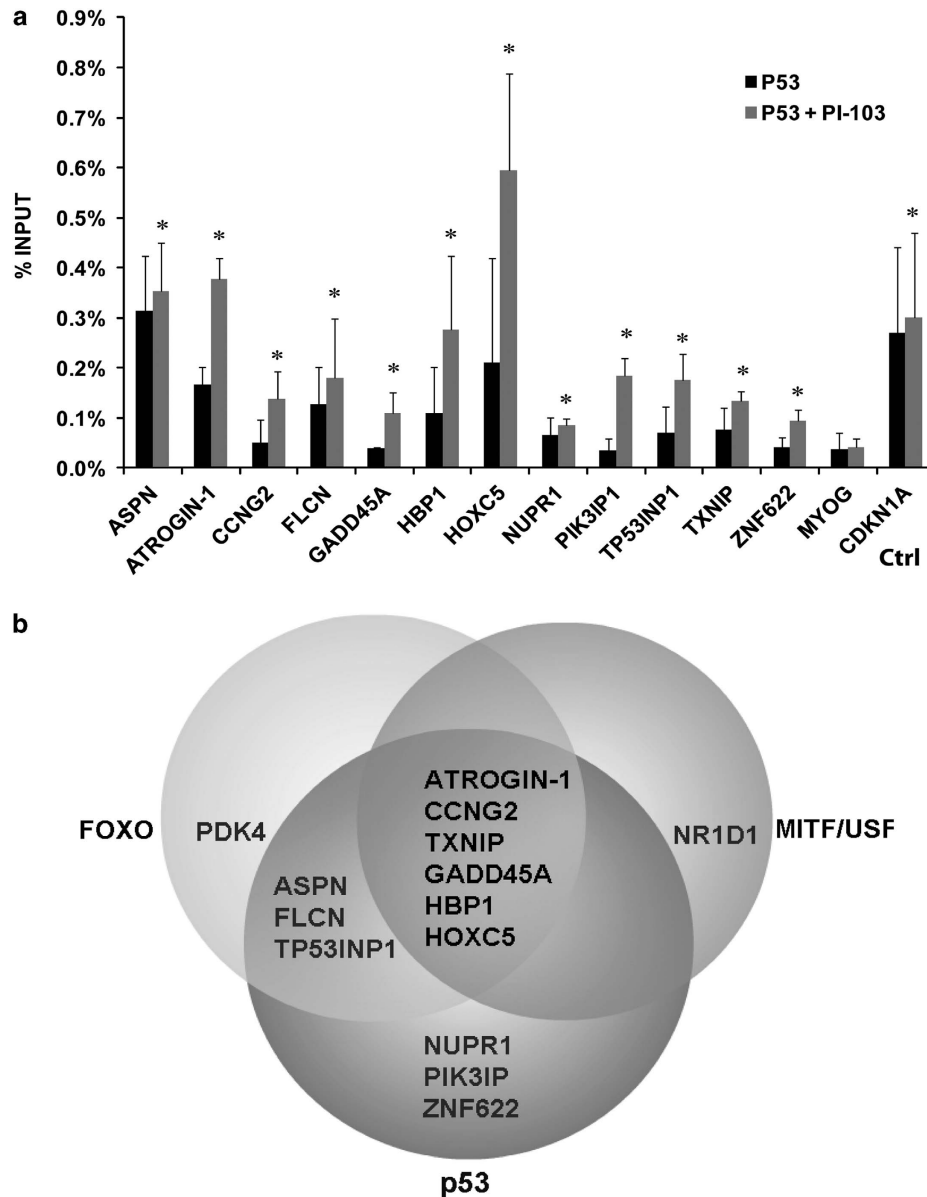 a
0.9%
0.8%
0.7%
0.6%
0.5%
0.4%
0.3%
0.2%
0.1%
0.0%
% INPUT
P53
P53 + PI-103
* * * * * * * * * * * * *
ASPN
ATROGIN-1
CCNG2
FLCN
GADD45A
HBP1
HOXC5
NUPR1
PIK3IP1
TP53INP1
TXNIP
ZNF622
MYOG
CDKN1A
Ctrl
b
FOXO
PDK4
ASPN
FLCN
TP53INP1
ATROGIN-1
CCNG2
TXNIP
GADD45A
HBP1
HOXC5
NR1D1
MITF/USF
NUPR1
PIK3IP
ZNF622
p53